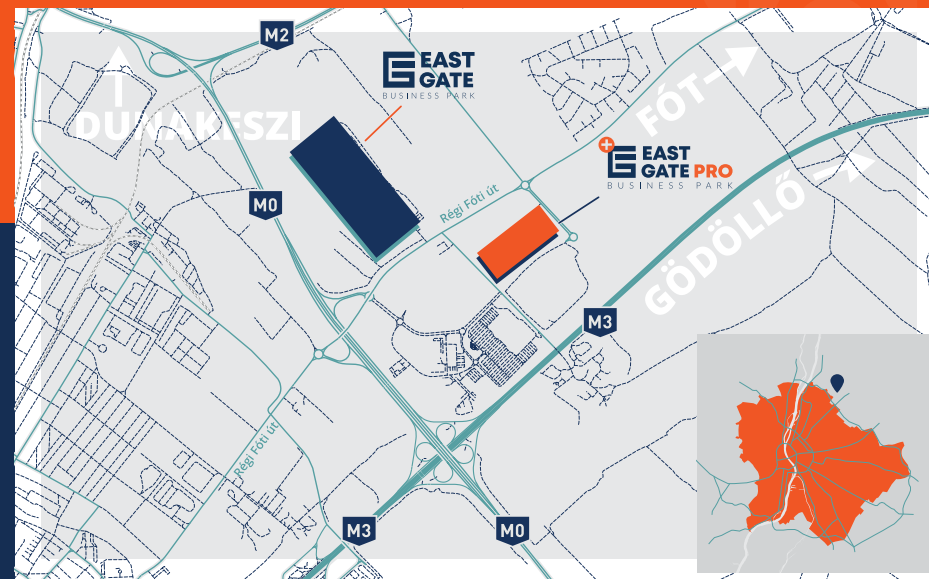 M2
EAST
GATE
BUSINESS PARK
DUNAKESZI
FÓT
EAST
GATE PRO
BUSINESS PARK
M0
Régi Fóti út
GÖDÖLLŐ
M3
Régi Fóti út
M3
M0